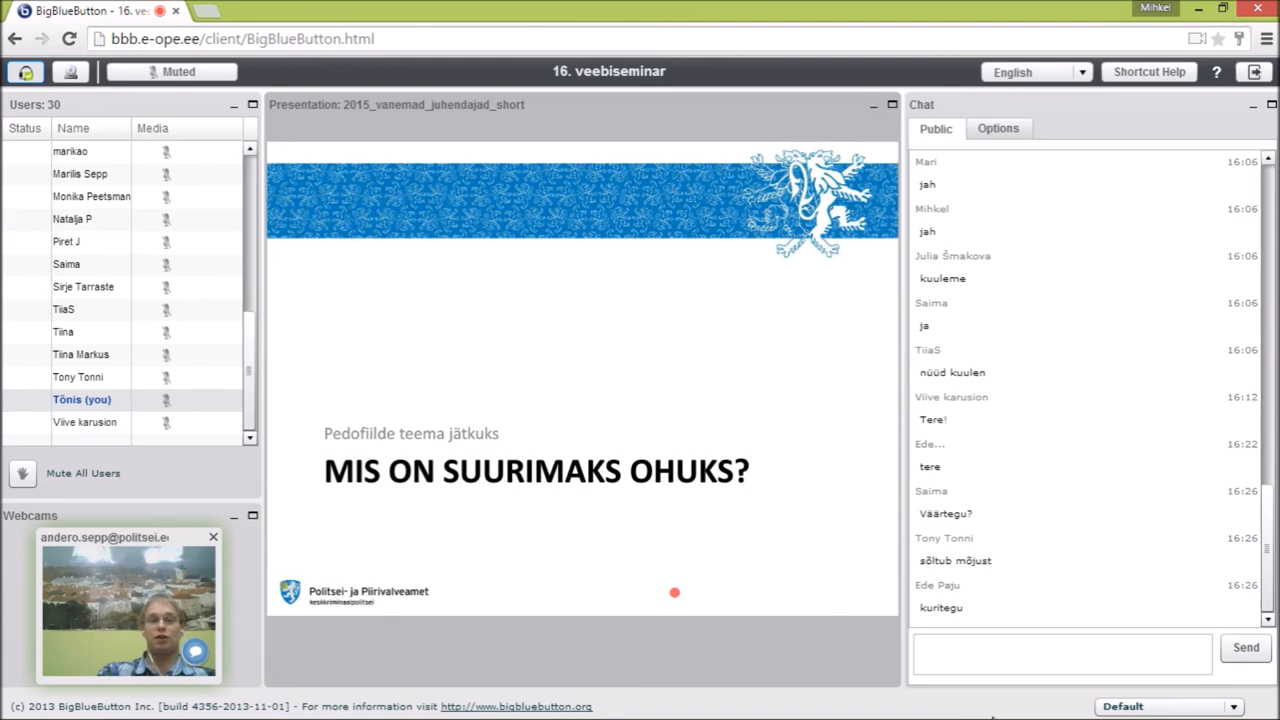 BigBlueButton - 16. vee
Mihkel
bbb.e-ope.ee/client/BigBlueButton.html
Muted
16. veebiseminar
English
Shortcut Help
?
Users: 30
Status Name Media
marikao
Marilis Sepp
Monika Peetsman
Natalja P
Piret J
Saima
Sirje Tarraste
TiiaS
Tiina
Tiina Markus
Tony Tonni
Tõnis (you)
Viive karusion
Mute All Users
Webcams
andero.sepp@politsei.ee
Presentation: 2015_vanemad_juhendajad_short
Pedofiilde teema jätkuks
MIS ON SUURIMAKS OHUKS?
Politsei- ja Piirivalveamet
keskkriminaalpolitsei
Chat
Public Options
Mari 16:06
jah
Mihkel 16:06
jah
Julia Šmakova 16:06
kuuleme
Saima 16:06
ja
TiiaS 16:06
nüüd kuulen
Viive karusion 16:12
Tere!
Ede... 16:22
tere
Saima 16:26
Väärtegu?
Tony Tonni 16:26
sõltub mõjust
Ede Paju 16:26
kuritegu
Send
(c) 2013 BigBlueButton Inc. [build 4356-2013-11-01] - For more information visit http://www.bigbluebutton.org
Default